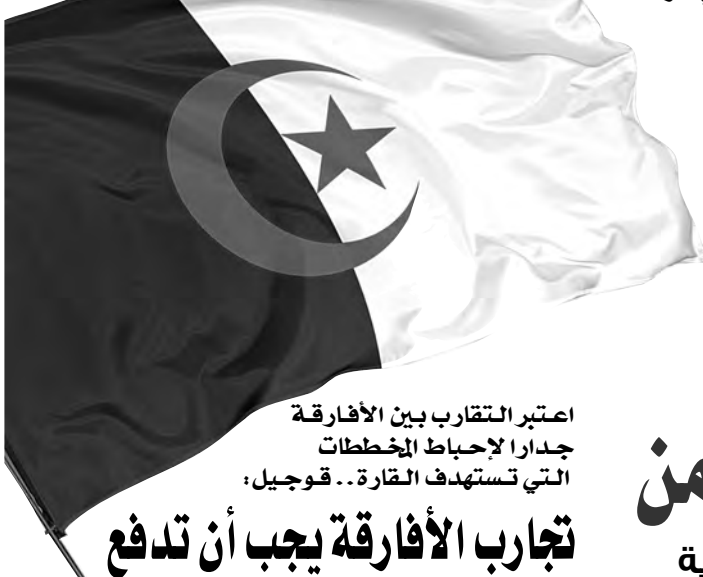 اعتبر التقارب بين الأفارقة
جدارا لإحباط المخططات
التي تستهدف القارة.. قوجيل:
تجارب الأفارقة يجب أن تدفع